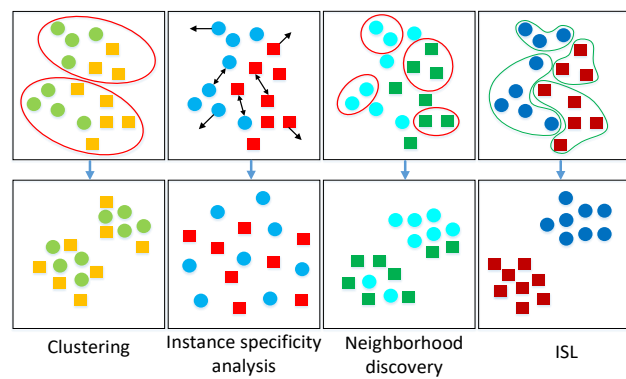 Clustering
Instance specificity
analysis
Neighborhood
discovery
ISL